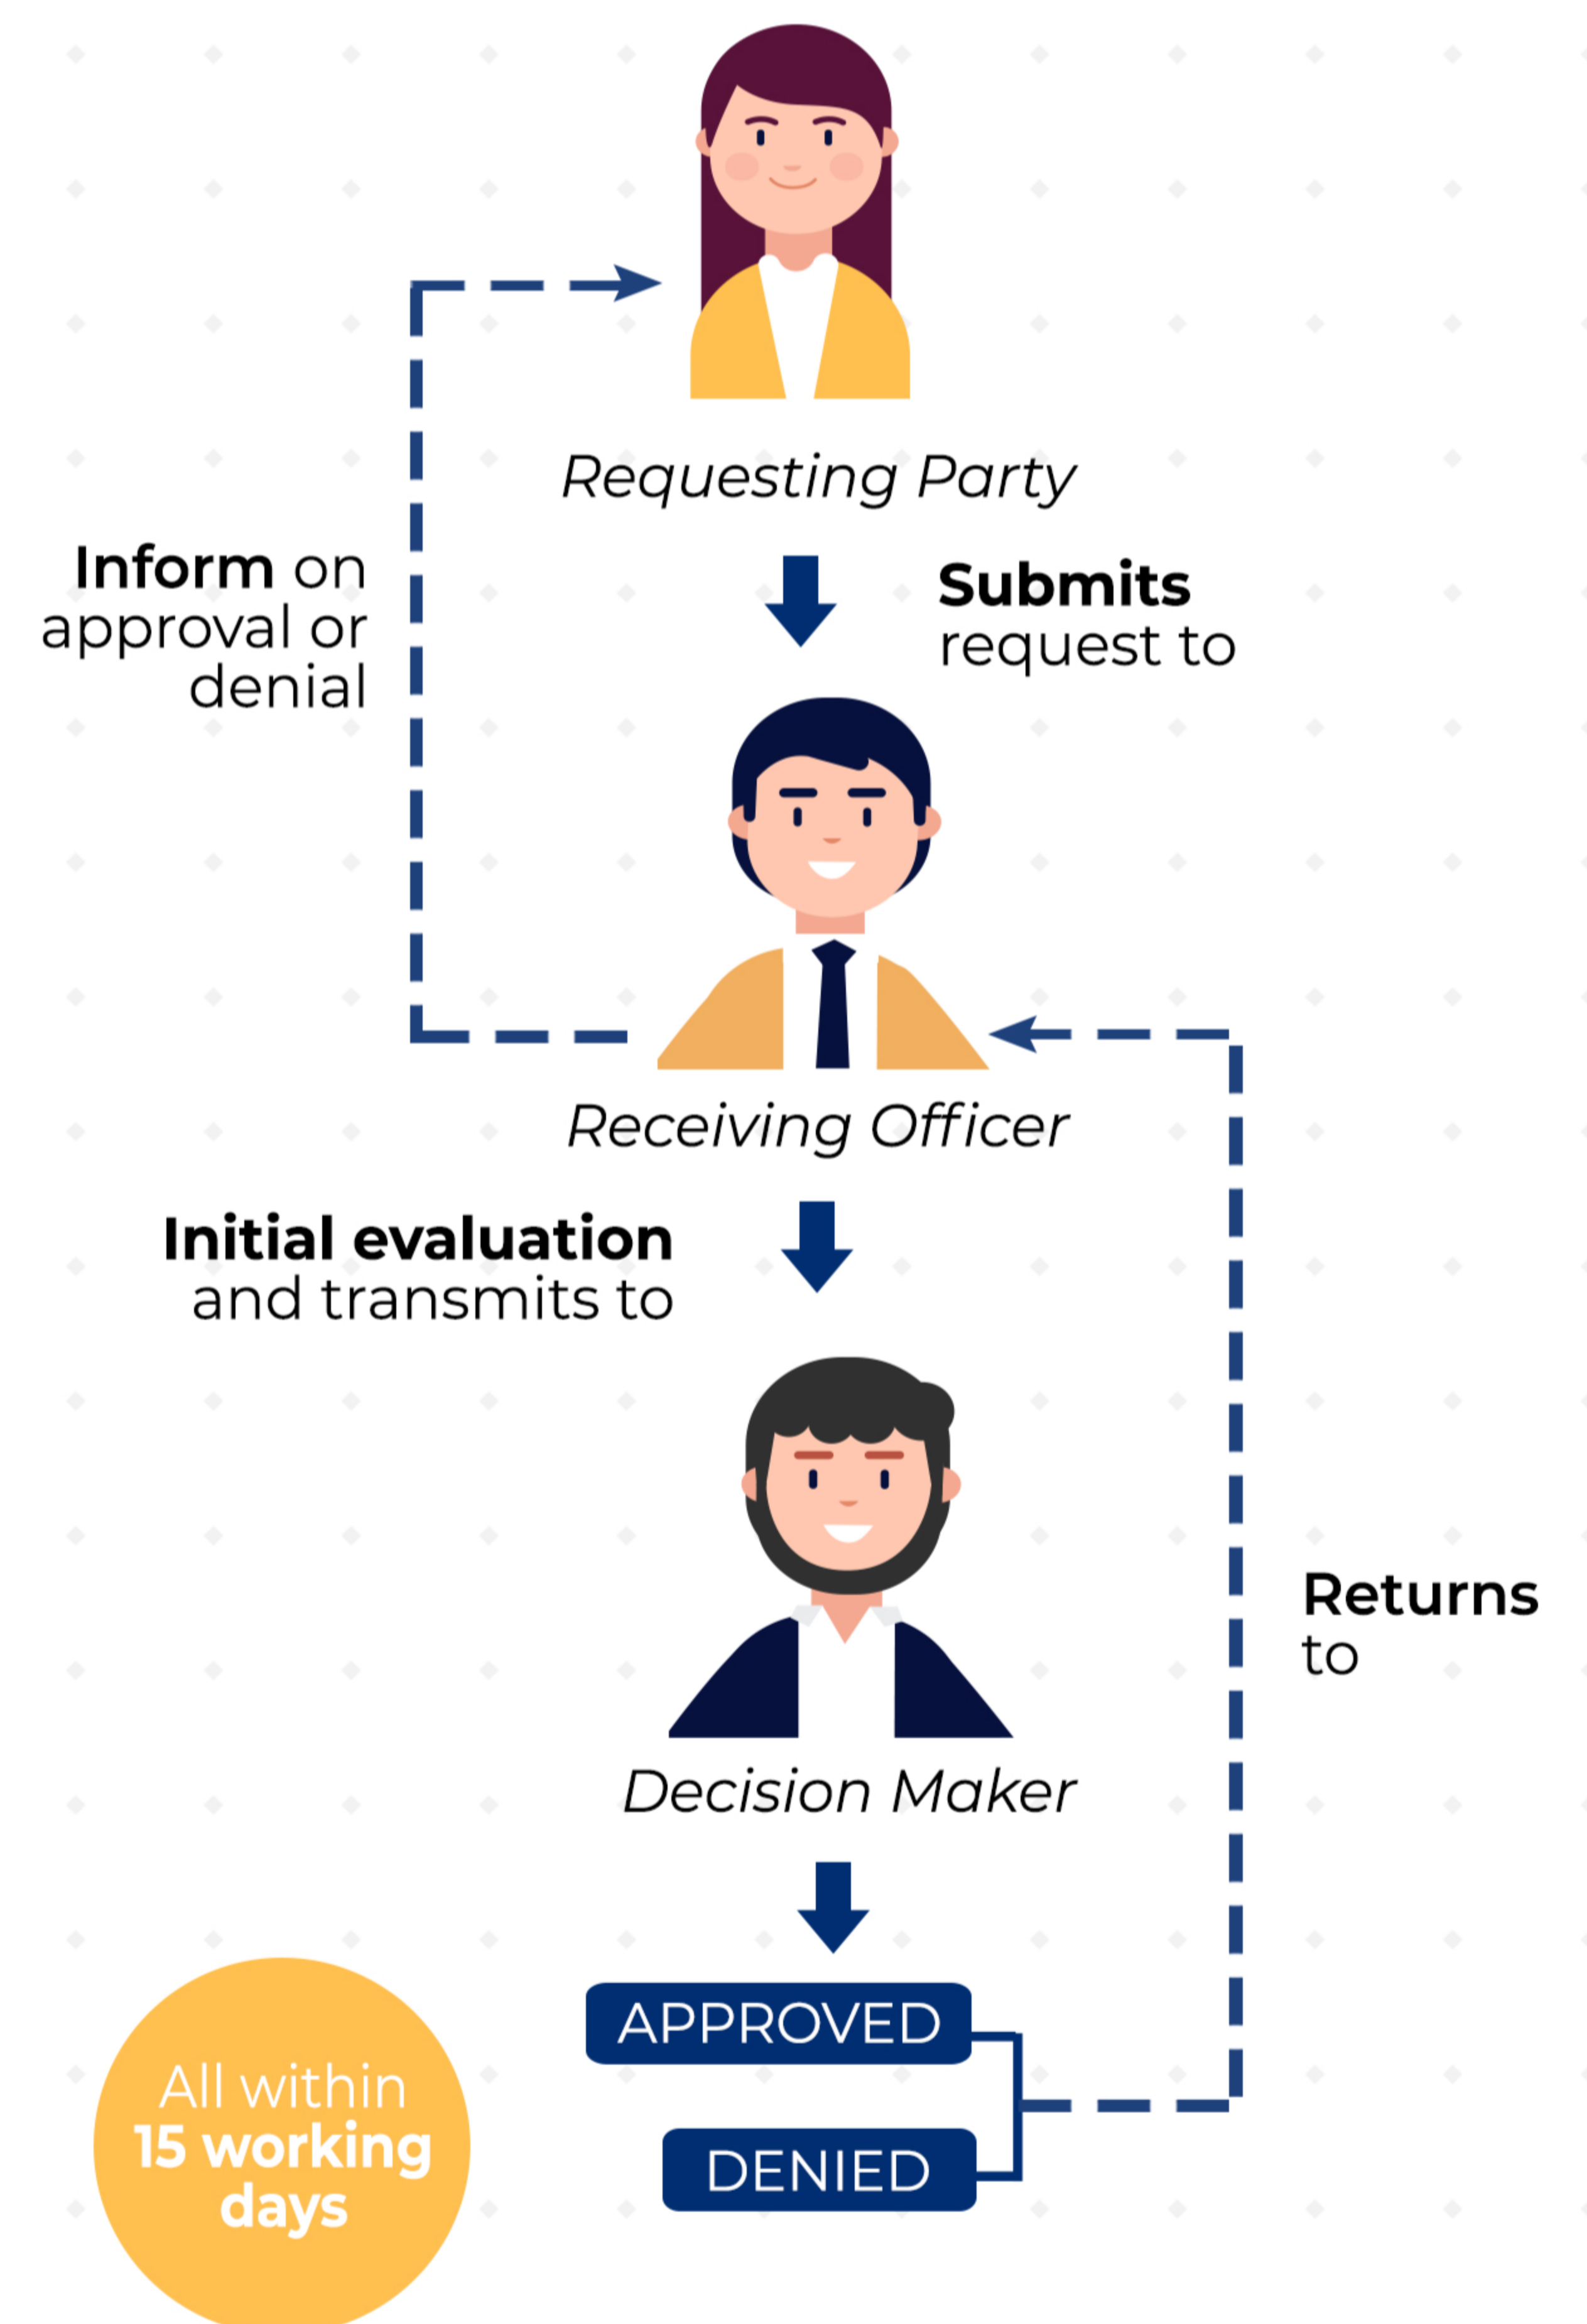 Requesting Party
Inform on
approval or
denial
Submits
request to
Receiving Officer
Initial evaluation
and transmits to
Decision Maker
Returns
to
APPROVED
DENIED
All within
15 working
days